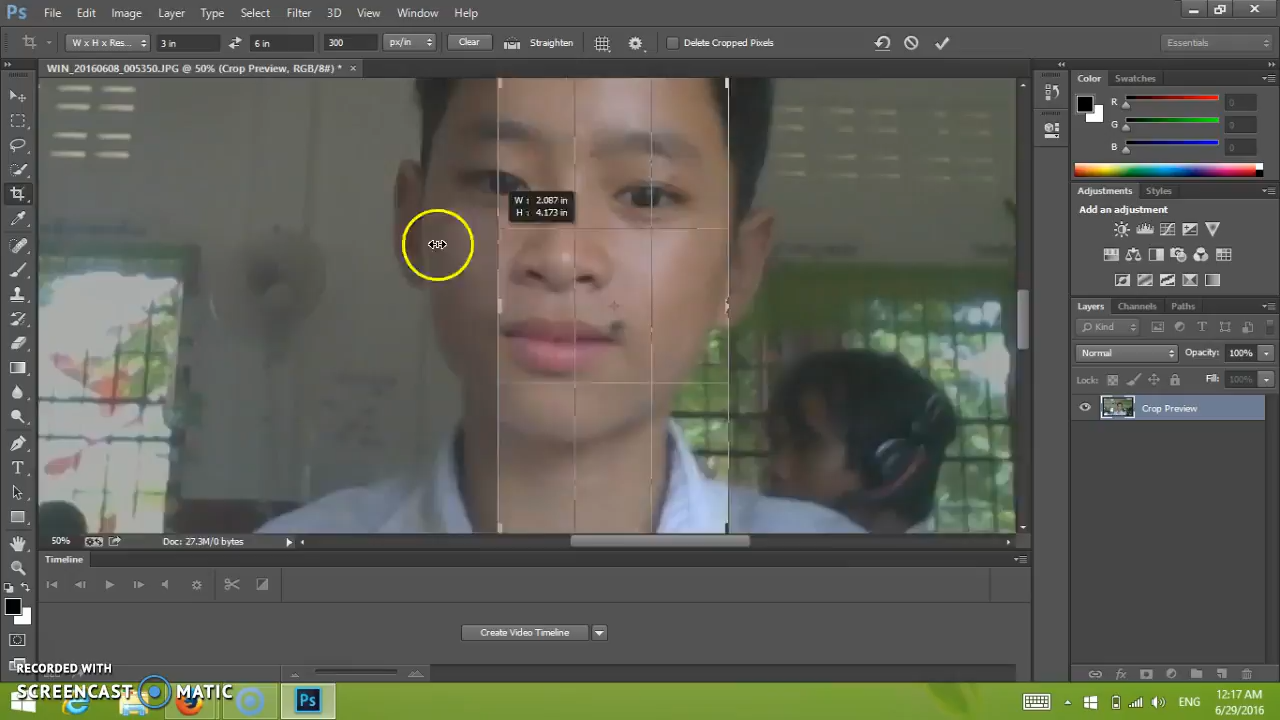 Ps File Edit Image Layer Type Select Filter 3D View Window Help
W x H x Res... 3 in 6 in 300 px/in Clear Straighten Delete Cropped Pixels Essentials
WIN_20160608_005350.JPG @ 50% (Crop Preview, RGB/8#) * ×
Color Swatches
R 0
G 0
B 0
Adjustments Styles
Add an adjustment
W : 2.087 in
H : 4.173 in
Layers Channels Paths
Kind
Normal Opacity: 100%
Lock: Fill: 100%
Crop Preview
50% Doc: 27.3M/0 bytes
Timeline
Create Video Timeline
RECORDED WITH
SCREENCAST MATIC
Ps
ENG
12:17 AM
6/29/2016